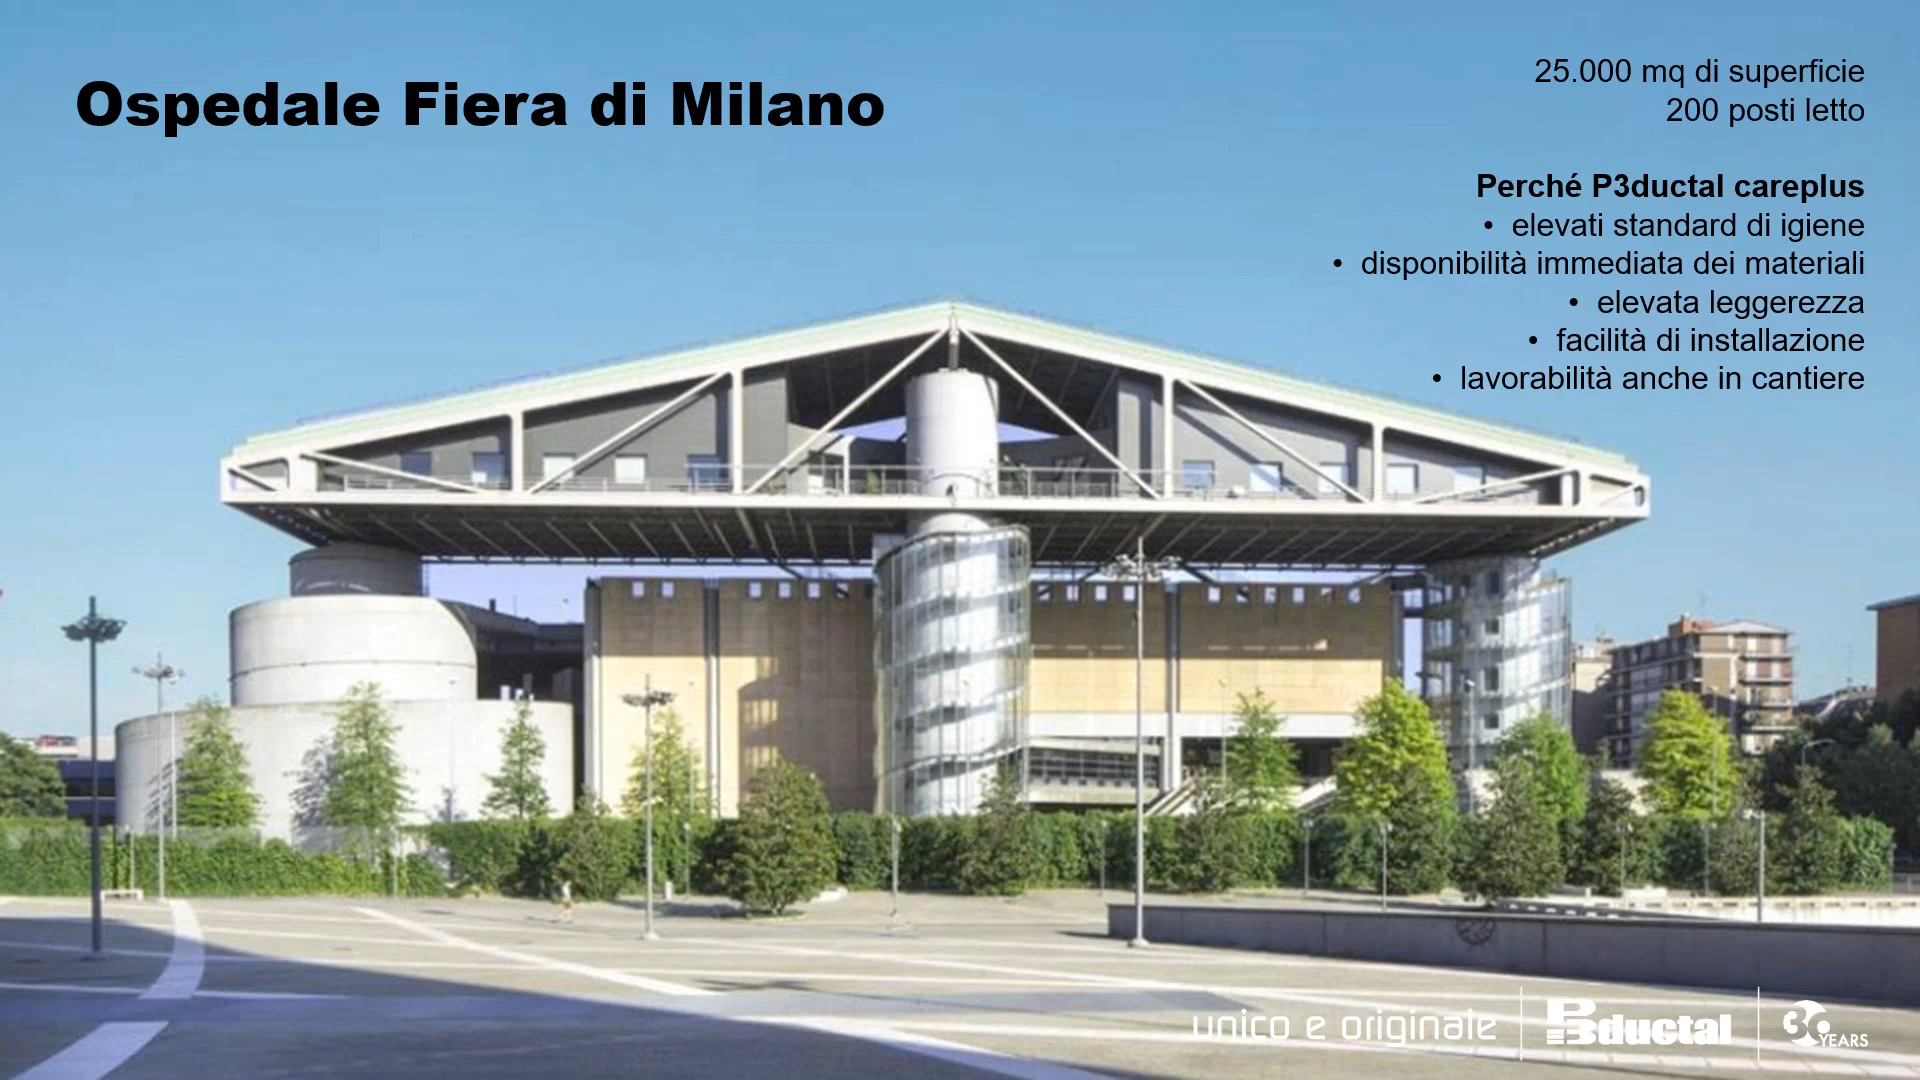 Ospedale Fiera di Milano
25.000 mq di superficie
200 posti letto
Perché P3ductal careplus
• elevati standard di igiene
• disponibilità immediata dei materiali
• elevata leggerezza
• facilità di installazione
• lavorabilità anche in cantiere
unico e originale
P3ductal
30 YEARS